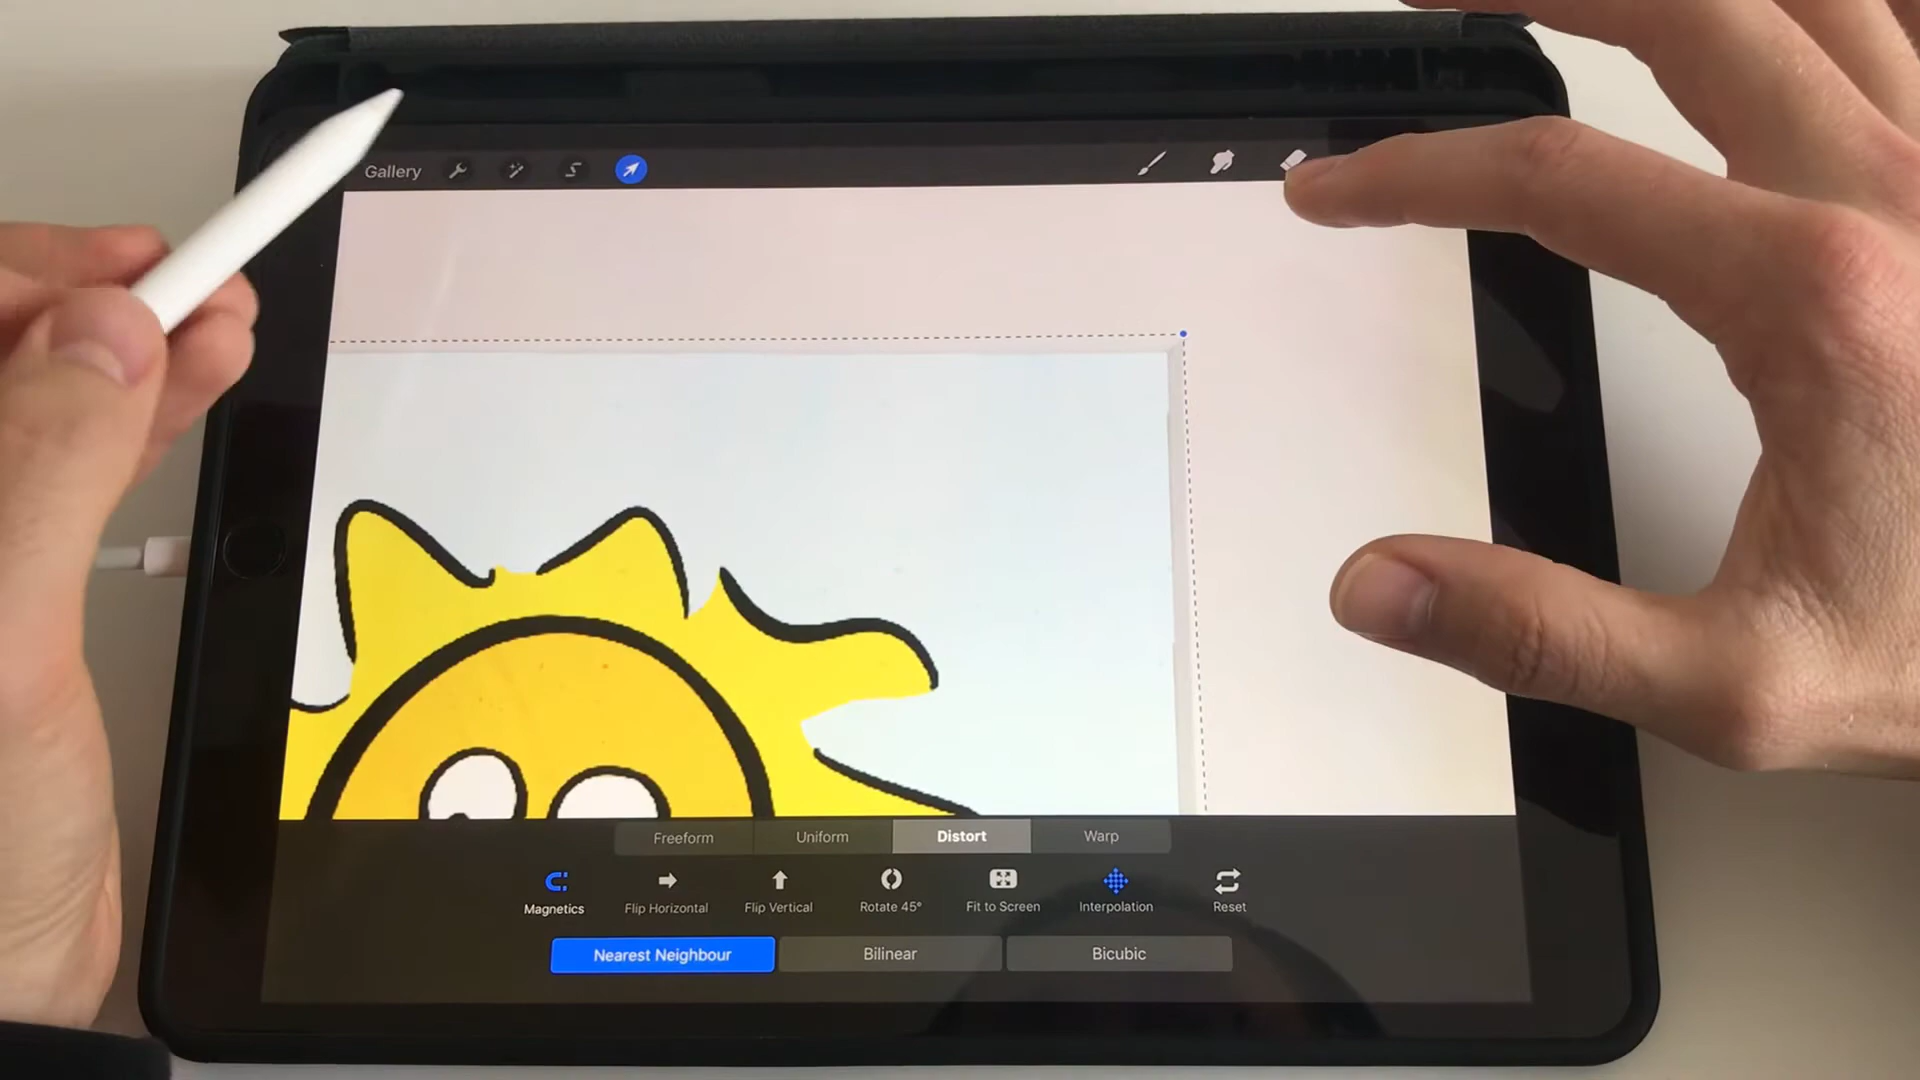 Gallery
Freeform Uniform Distort Warp
Magnetics Flip Horizontal Flip Vertical Rotate 45° Fit to Screen Interpolation Reset
Nearest Neighbour Bilinear Bicubic